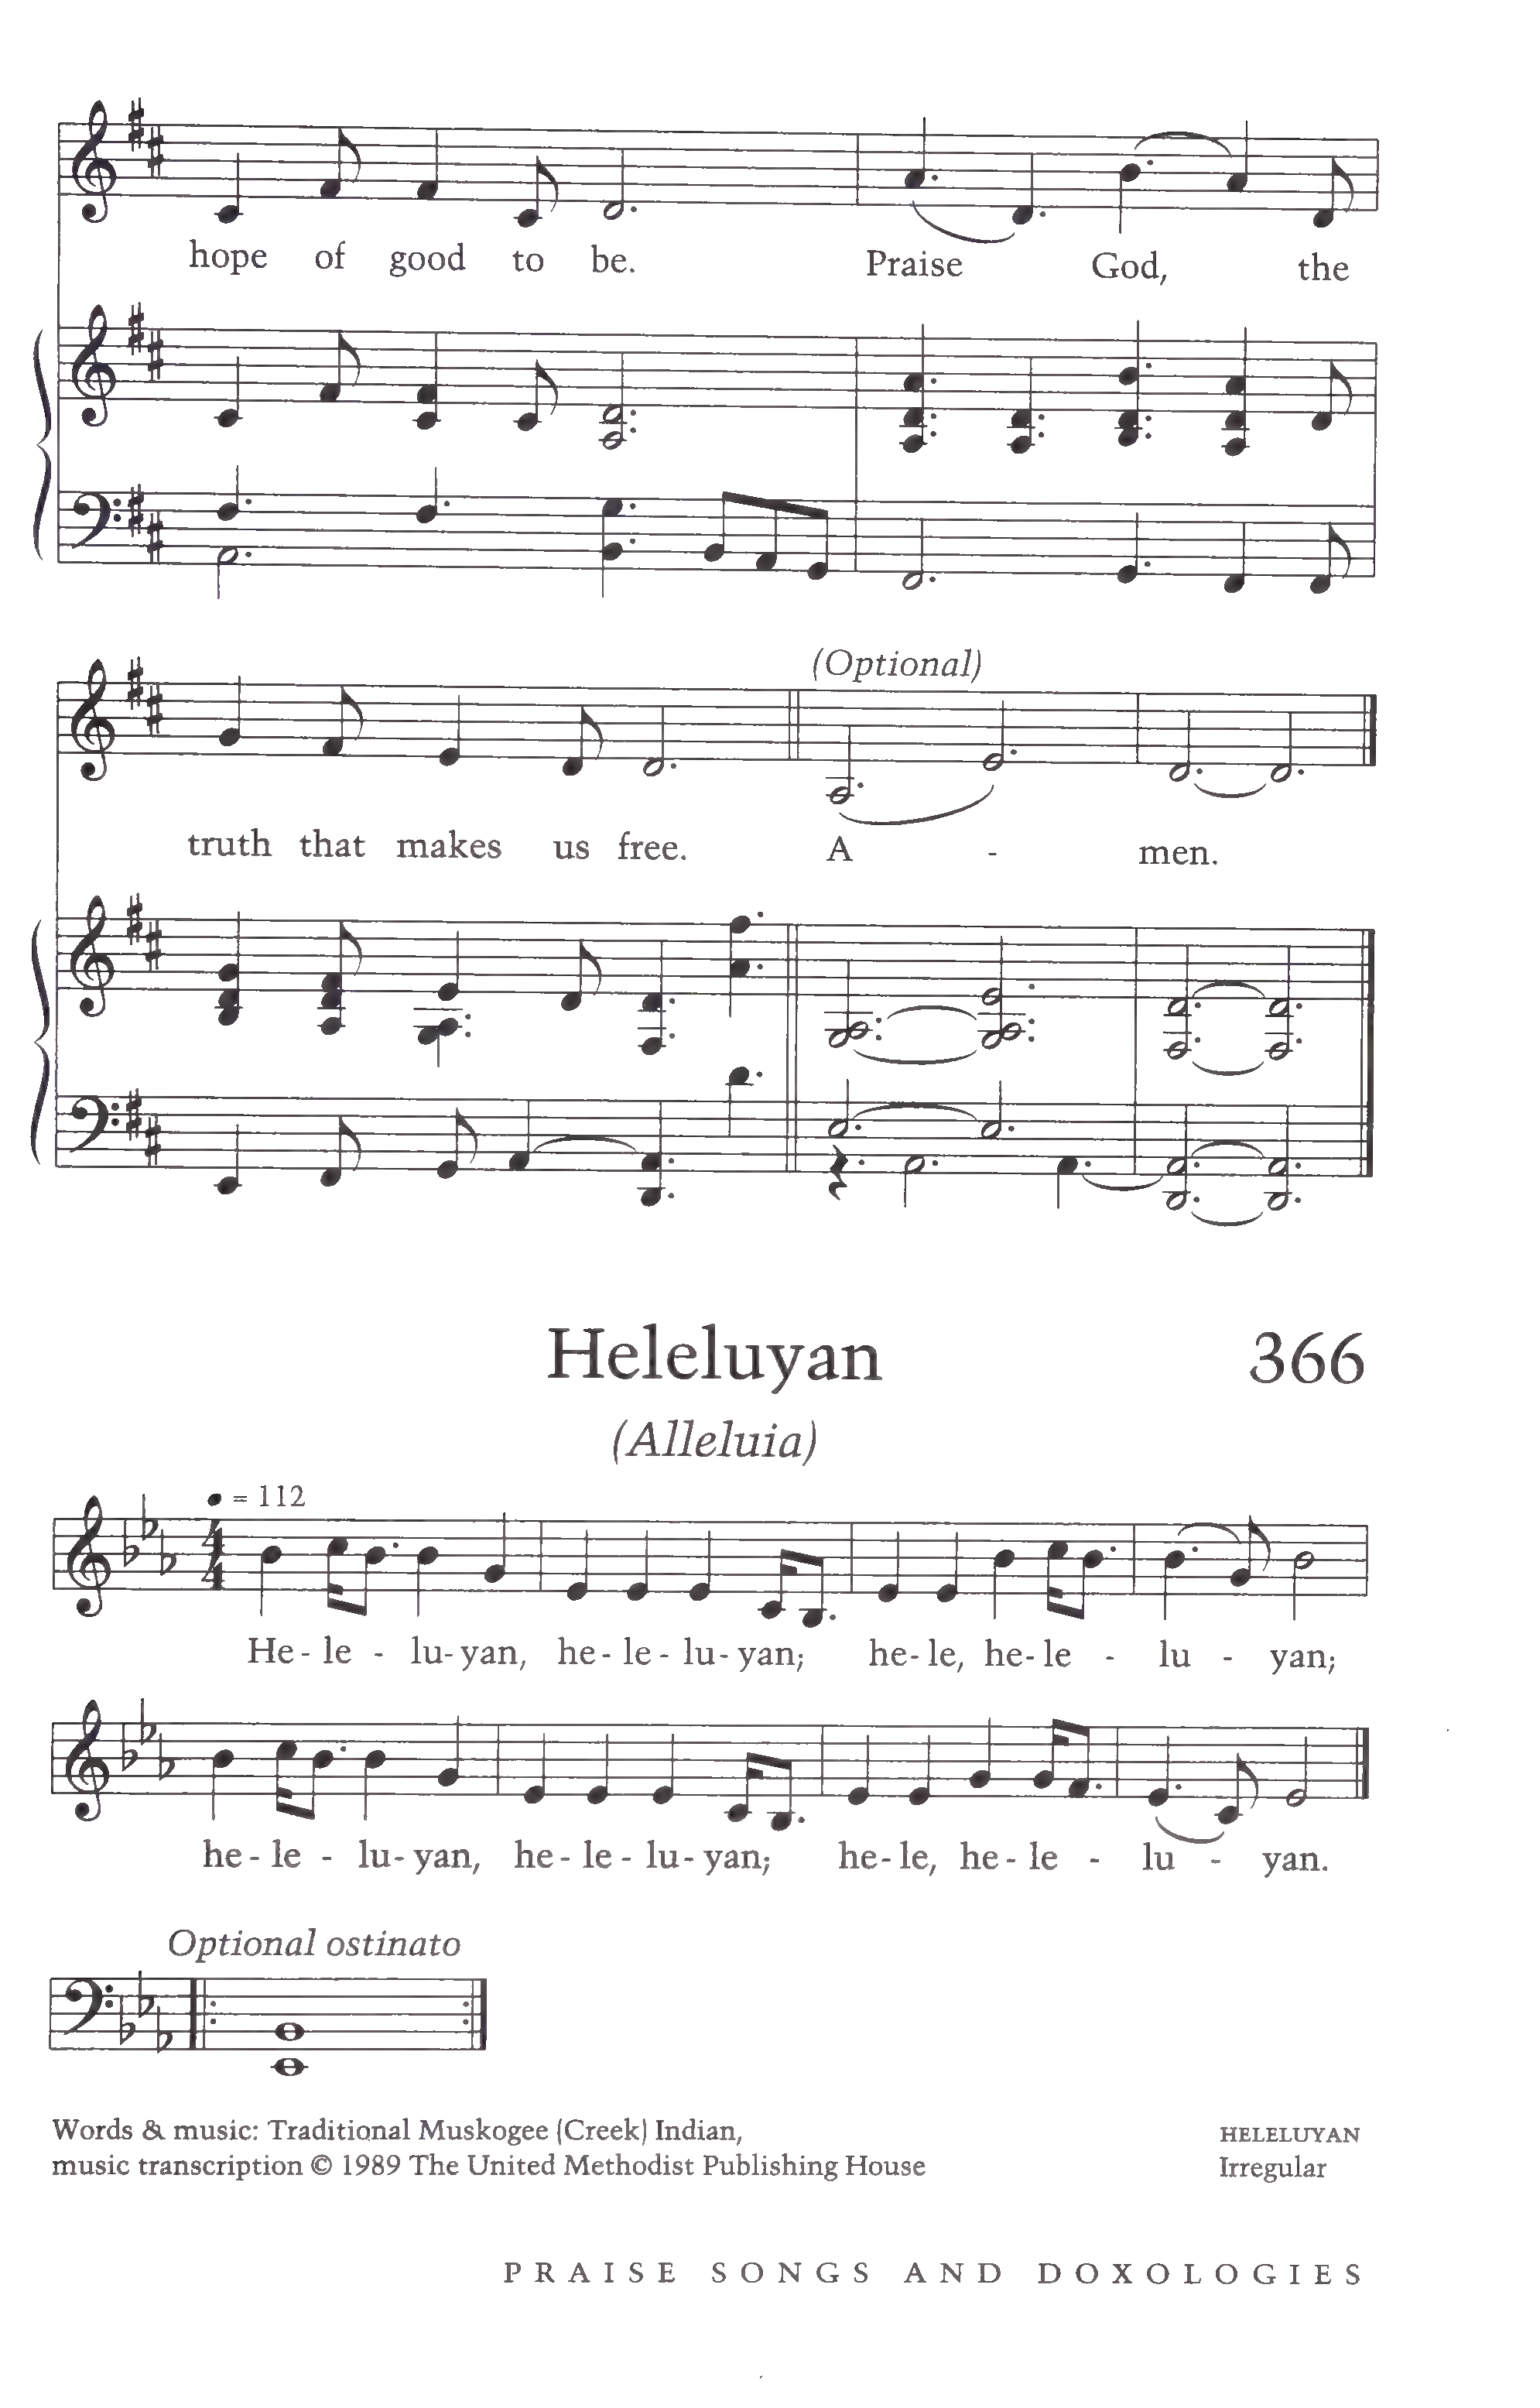 hope of good to be. Praise God, the
(Optional)
truth that makes us free. A - men.
Heleluyan 366
(Alleluia)
= 112
4
4
He - le - lu - yan, he - le - lu - yan; he - le, he - le - lu - yan;
he - le - lu - yan, he - le - lu - yan; he - le, he - le - lu - yan.
Optional ostinato
Words & music: Traditional Muskogee (Creek) Indian, HELELUYAN
music transcription © 1989 The United Methodist Publishing House Irregular
PRAISE SONGS AND DOXOLOGIES